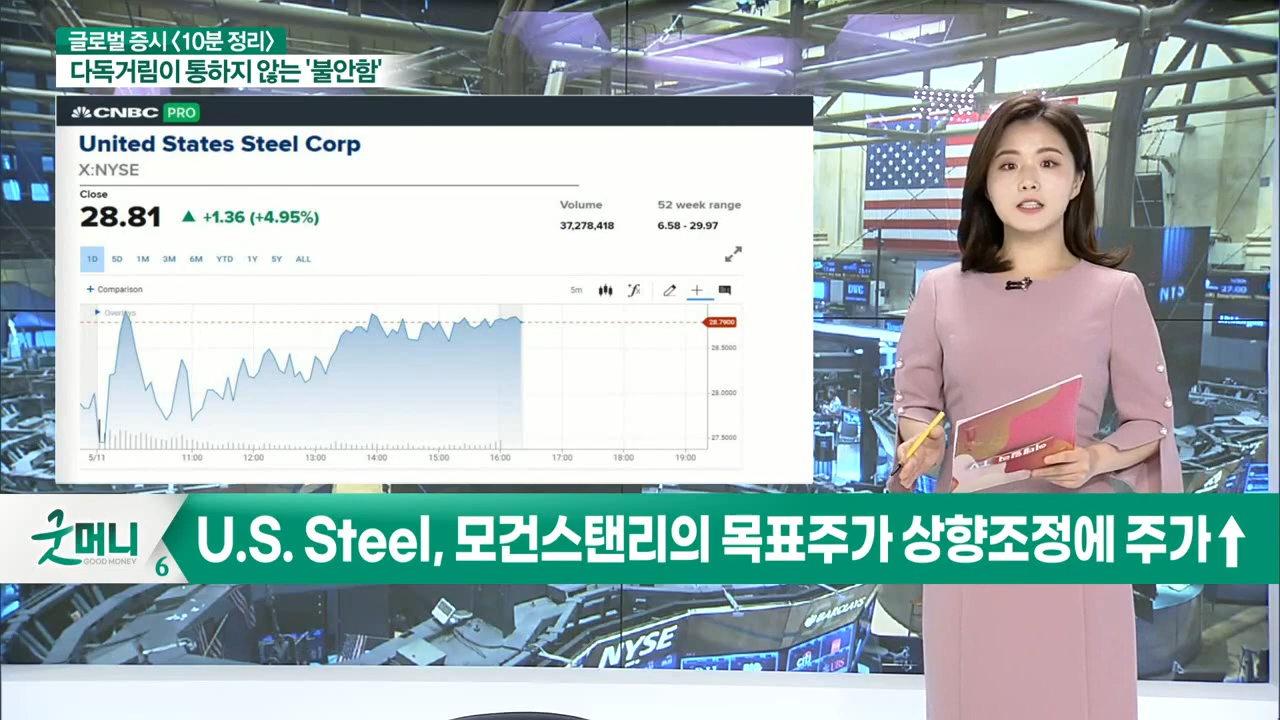 글로벌 증시 <10분 정리>
다독거림이 통하지 않는 '불안함'
CNBC PRO
United States Steel Corp
X:NYSE
Close
28.81 ▲ +1.36 (+4.95%)
Volume
37,278,418
52 week range
6.58 - 29.97
1D 5D 1M 3M 6M YTD 1Y 5Y ALL
+ Comparison
5m
Overlays
28.7900
28.5000
28.0000
27.5000
5/11 11:00 12:00 13:00 14:00 15:00 16:00 17:00 18:00 19:00
굿머니
GOOD MONEY
6
U.S. Steel, 모건스탠리의 목표주가 상향조정에 주가↑
NYSE
BARCLAYS
citi
UBS